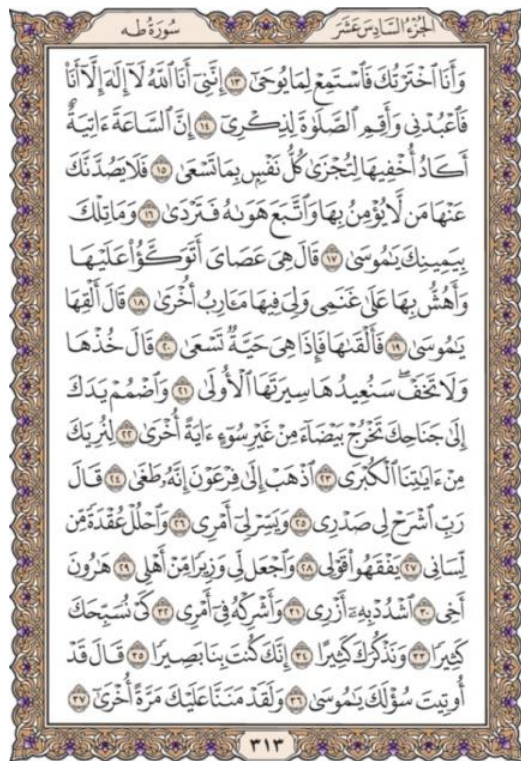 الجزء السادس عشر
سورة طه
وَأَنَا ٱخْتَرْتُكَ فَٱسْتَمِعْ لِمَا يُوحَىٰٓ ١٣ إِنَّنِىٓ أَنَا ٱللَّهُ لَآ إِلَٰهَ إِلَّآ أَنَا۠
فَٱعْبُدْنِى وَأَقِمِ ٱلصَّلَوٰةَ لِذِكْرِىٓ ١٤ إِنَّ ٱلسَّاعَةَ ءَاتِيَةٌ
أَكَادُ أُخْفِيهَا لِتُجْزَىٰ كُلُّ نَفْسٍۭ بِمَا تَسْعَىٰ ١٥ فَلَا يَصُدَّنَّكَ
عَنْهَا مَن لَّا يُؤْمِنُ بِهَا وَٱتَّبَعَ هَوَىٰهُ فَتَرْدَىٰ ١٦ وَمَا تِلْكَ
بِيَمِينِكَ يَٰمُوسَىٰ ١٧ قَالَ هِىَ عَصَاىَ أَتَوَكَّؤُا۟ عَلَيْهَا
وَأَهُشُّ بِهَا عَلَىٰ غَنَمِى وَلِىَ فِيهَا مَـَٔارِبُ أُخْرَىٰ ١٨ قَالَ أَلْقِهَا
يَٰمُوسَىٰ ١٩ فَأَلْقَىٰهَا فَإِذَا هِىَ حَيَّةٌ تَسْعَىٰ ٢٠ قَالَ خُذْهَا
وَلَا تَخَفْ ۖ سَنُعِيدُهَا سِيرَتَهَا ٱلْأُولَىٰ ٢١ وَٱضْمُمْ يَدَكَ
إِلَىٰ جَنَاحِكَ تَخْرُجْ بَيْضَآءَ مِنْ غَيْرِ سُوٓءٍ ءَايَةً أُخْرَىٰ ٢٢ لِنُرِيَكَ
مِنْ ءَايَٰتِنَا ٱلْكُبْرَى ٢٣ ٱذْهَبْ إِلَىٰ فِرْعَوْنَ إِنَّهُۥ طَغَىٰ ٢٤ قَالَ
رَبِّ ٱشْرَحْ لِى صَدْرِى ٢٥ وَيَسِّرْ لِىٓ أَمْرِى ٢٦ وَٱحْلُلْ عُقْدَةً مِّن
لِّسَانِى ٢٧ يَفْقَهُوا۟ قَوْلِى ٢٨ وَٱجْعَل لِّى وَزِيرًا مِّنْ أَهْلِى ٢٩ هَٰرُونَ
أَخِى ٣٠ ٱشْدُدْ بِهِۦٓ أَزْرِى ٣١ وَأَشْرِكْهُ فِىٓ أَمْرِى ٣٢ كَىْ نُسَبِّحَكَ
كَثِيرًا ٣٣ وَنَذْكُرَكَ كَثِيرًا ٣٤ إِنَّكَ كُنتَ بِنَا بَصِيرًا ٣٥ قَالَ قَدْ
أُوتِيتَ سُؤْلَكَ يَٰمُوسَىٰ ٣٦ وَلَقَدْ مَنَنَّا عَلَيْكَ مَرَّةً أُخْرَىٰٓ ٣٧
٣١٣